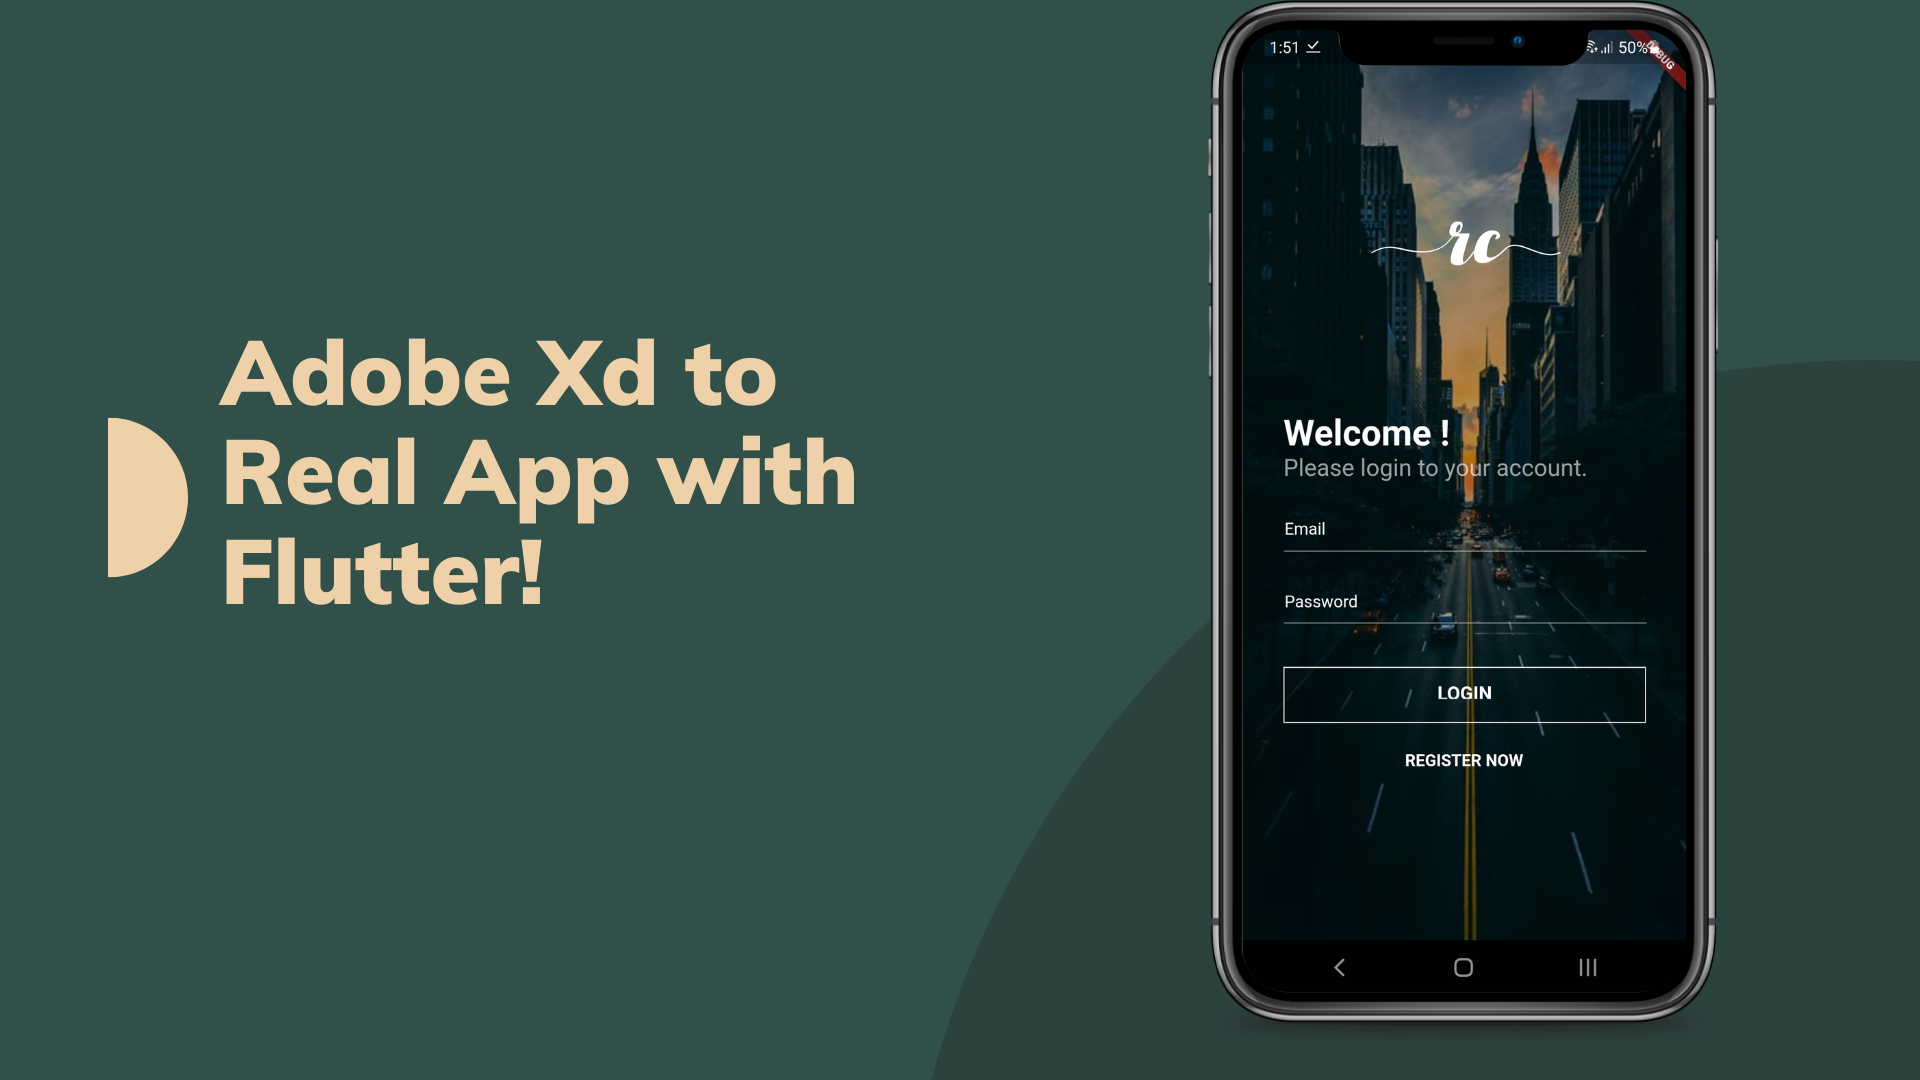 Adobe Xd to
Real App with
Flutter!
1:51
50%
rc
Welcome !
Please login to your account.
Email
Password
LOGIN
REGISTER NOW